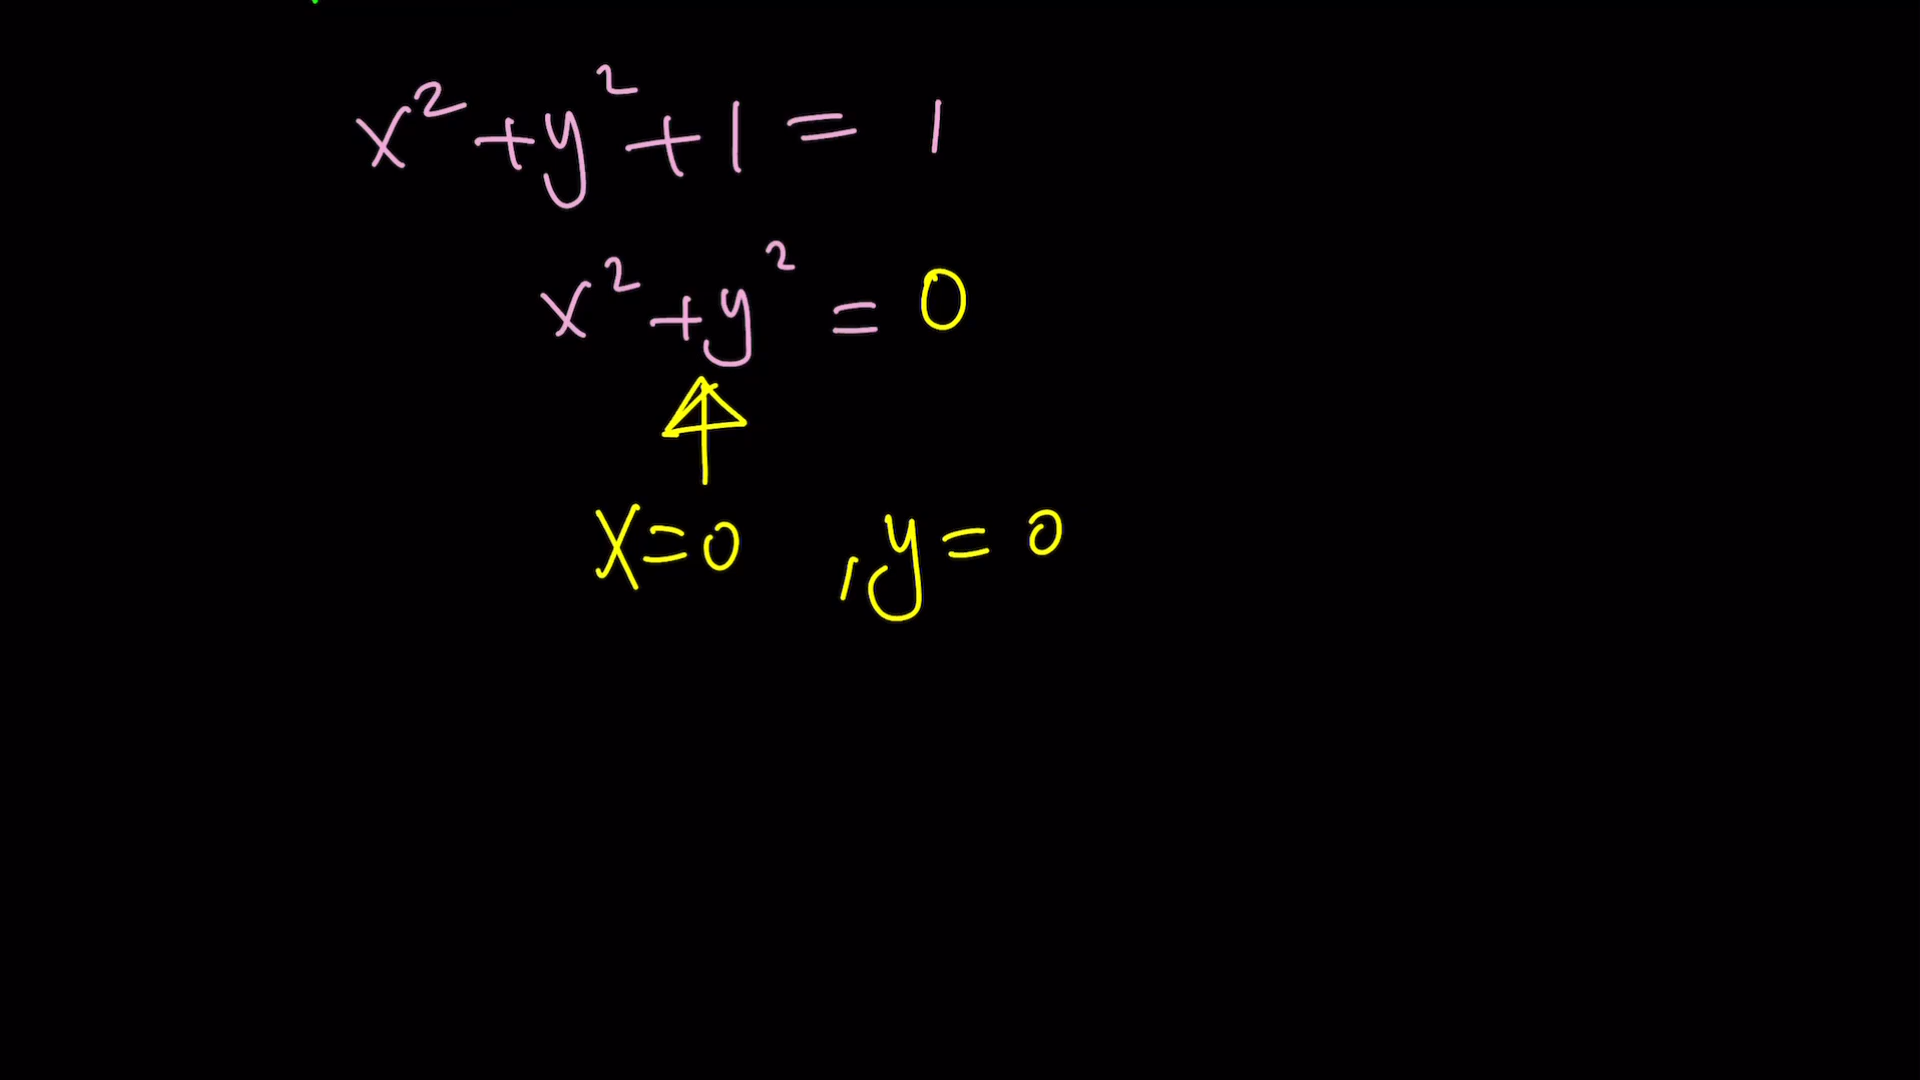 x² + y² + 1 = 1
x² + y² = 0
x = 0 , y = 0